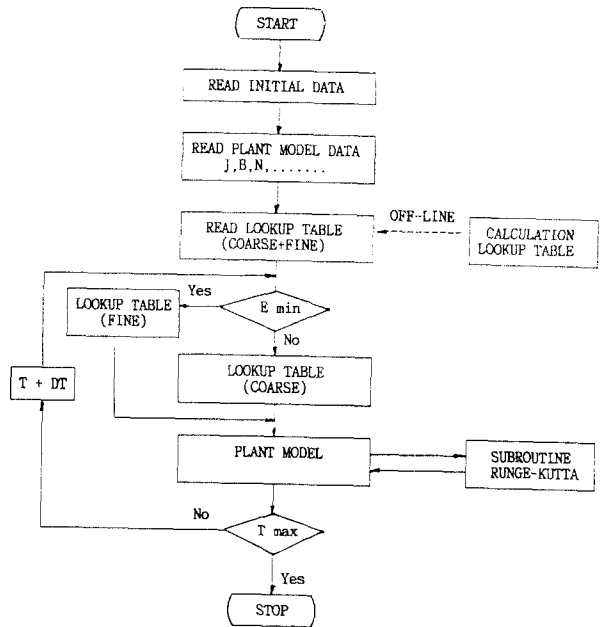 START
READ INITIAL DATA
READ PLANT MODEL DATA
J,B,N,.......
OFF-LINE
READ LOOKUP TABLE
(COARSE+FINE)
CALCULATION
LOOKUP TABLE
Yes
E min
LOOKUP TABLE
(FINE)
No
LOOKUP TABLE
(COARSE)
T + DT
PLANT MODEL
SUBROUTINE
RUNGE-KUTTA
No
T max
Yes
STOP